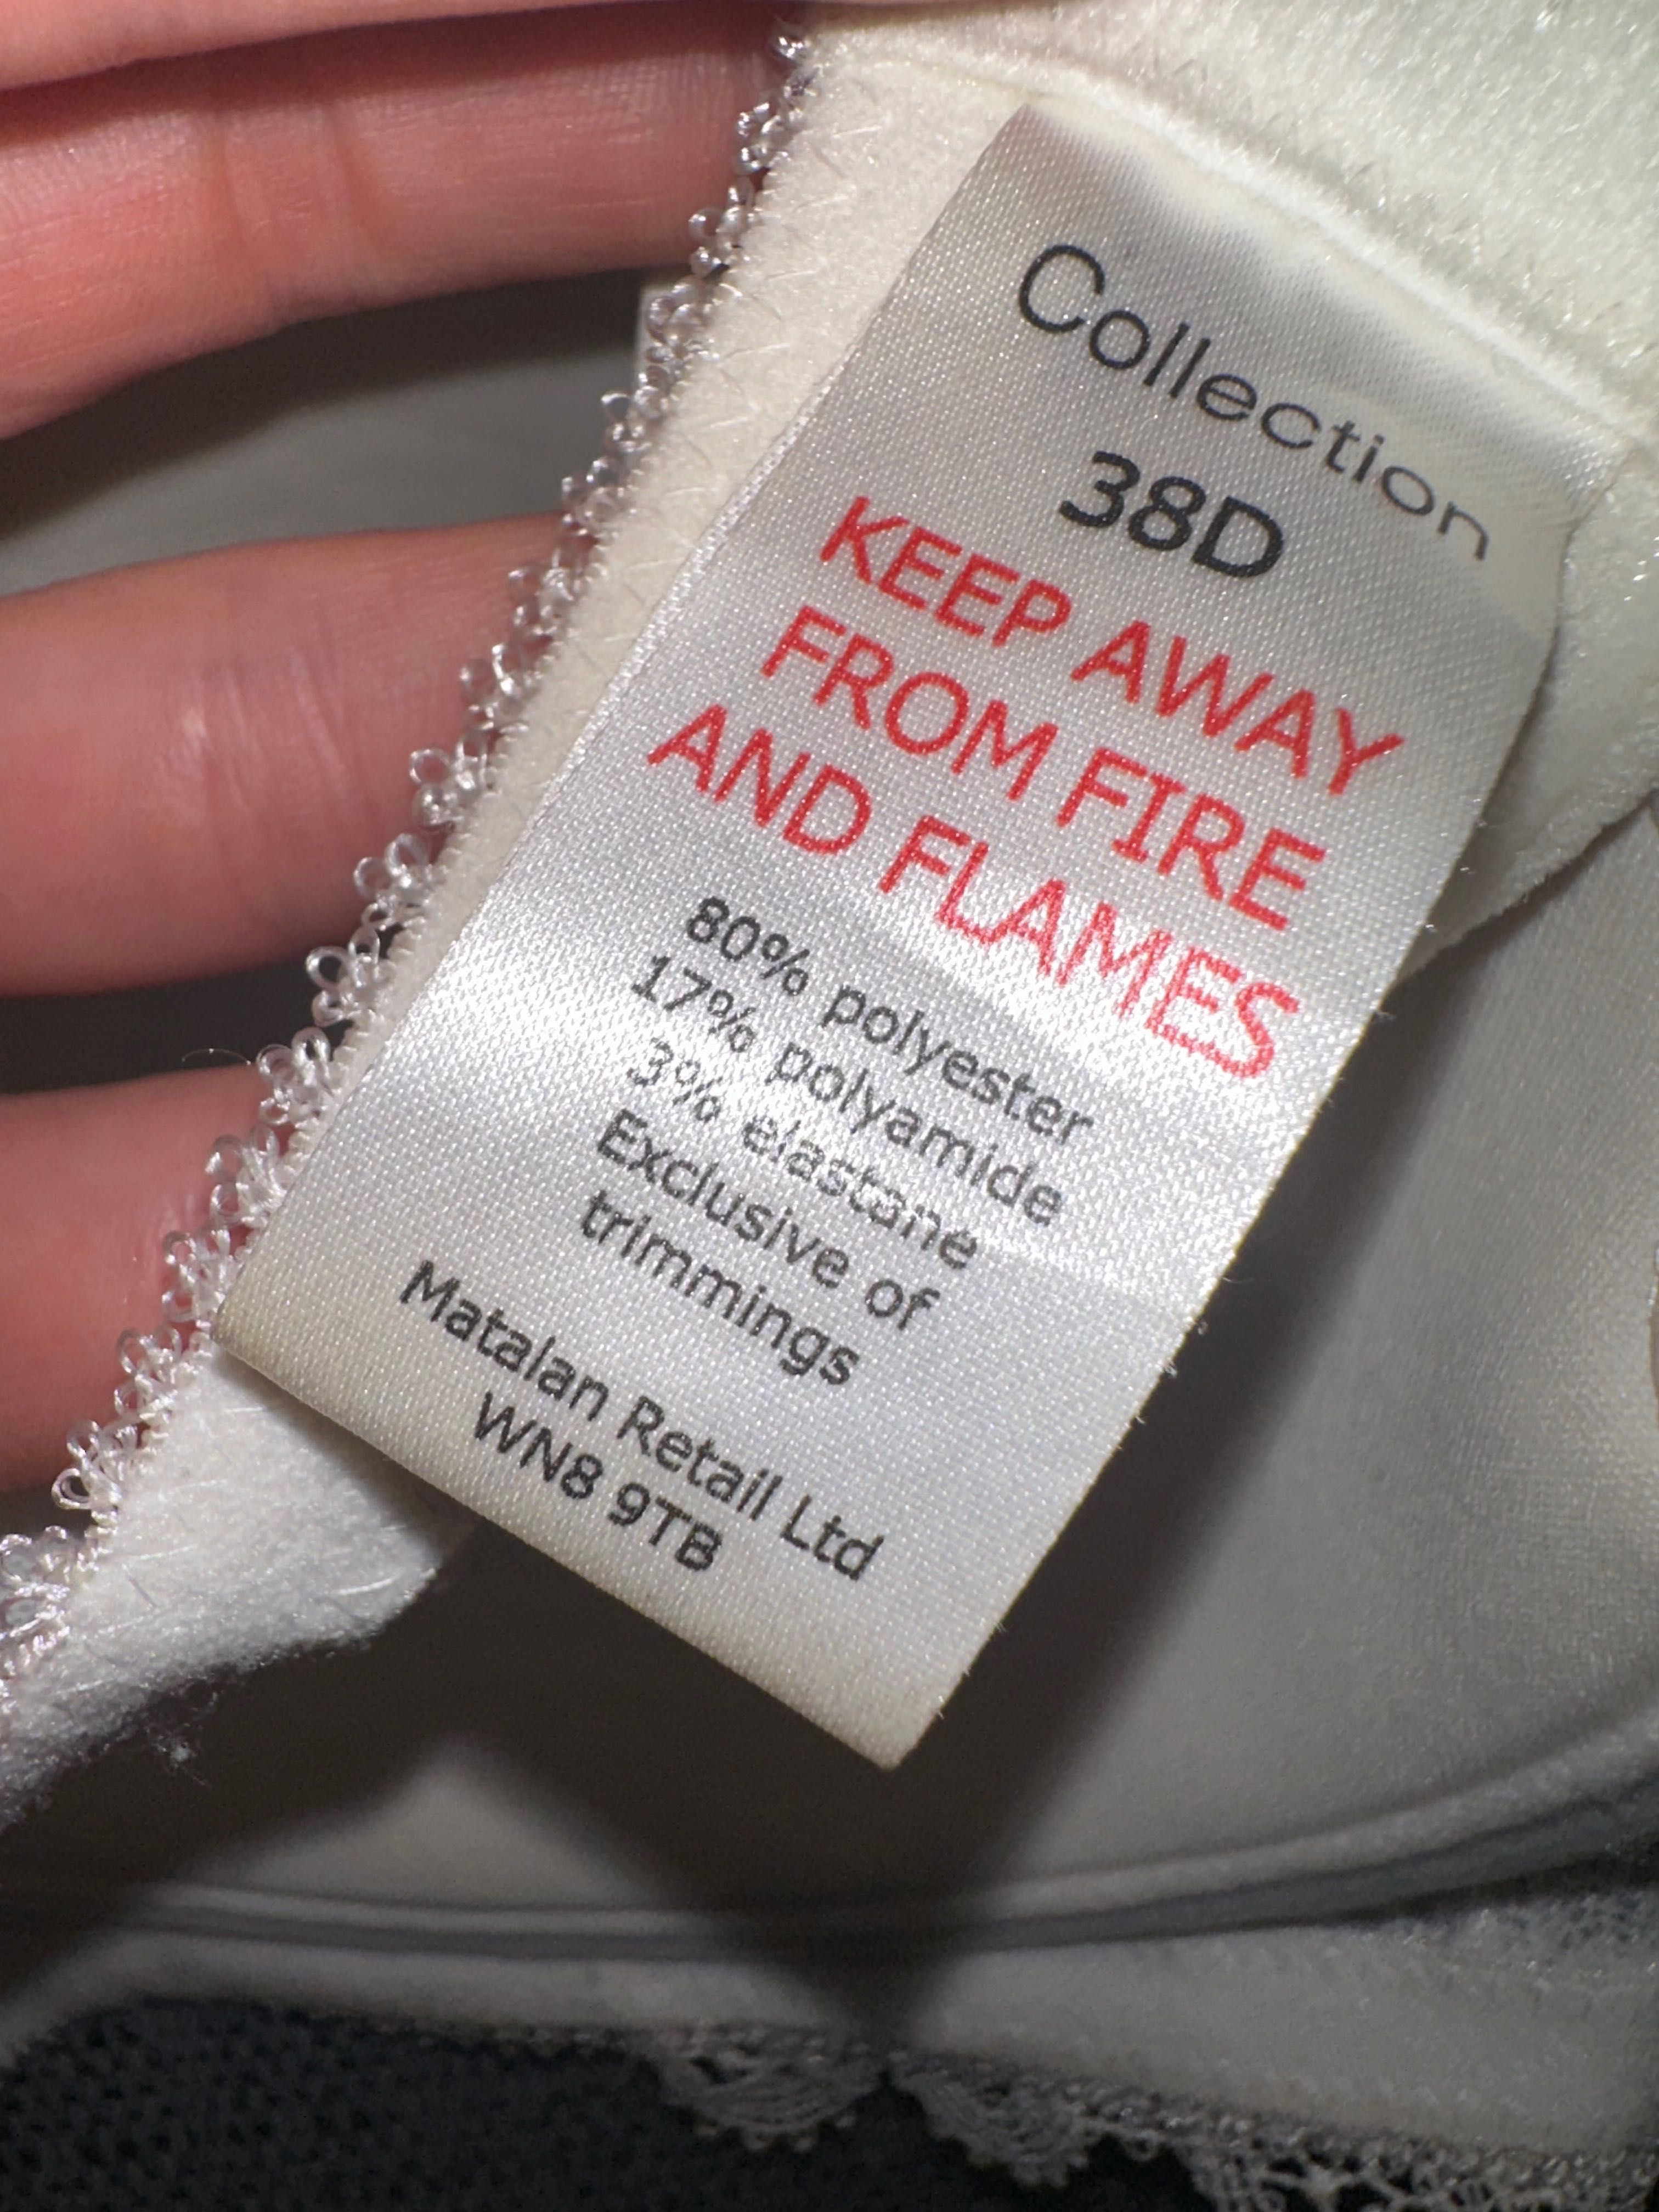 Collection
38D
KEEP AWAY
FROM FIRE
AND FLAMES
80% polyester
17% polyamide
3% elastane
Exclusive of
trimmings
Matalan Retail Ltd
WN8 9TB